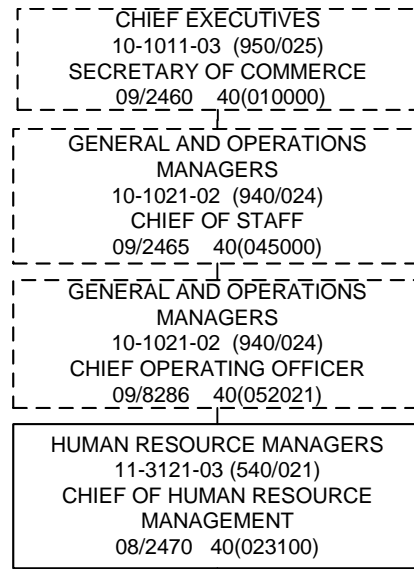 CHIEF EXECUTIVES
10-1011-03 (950/025)
SECRETARY OF COMMERCE
09/2460 40(010000)
GENERAL AND OPERATIONS
MANAGERS
10-1021-02 (940/024)
CHIEF OF STAFF
09/2465 40(045000)
GENERAL AND OPERATIONS
MANAGERS
10-1021-02 (940/024)
CHIEF OPERATING OFFICER
09/8286 40(052021)
HUMAN RESOURCE MANAGERS
11-3121-03 (540/021)
CHIEF OF HUMAN RESOURCE
MANAGEMENT
08/2470 40(023100)